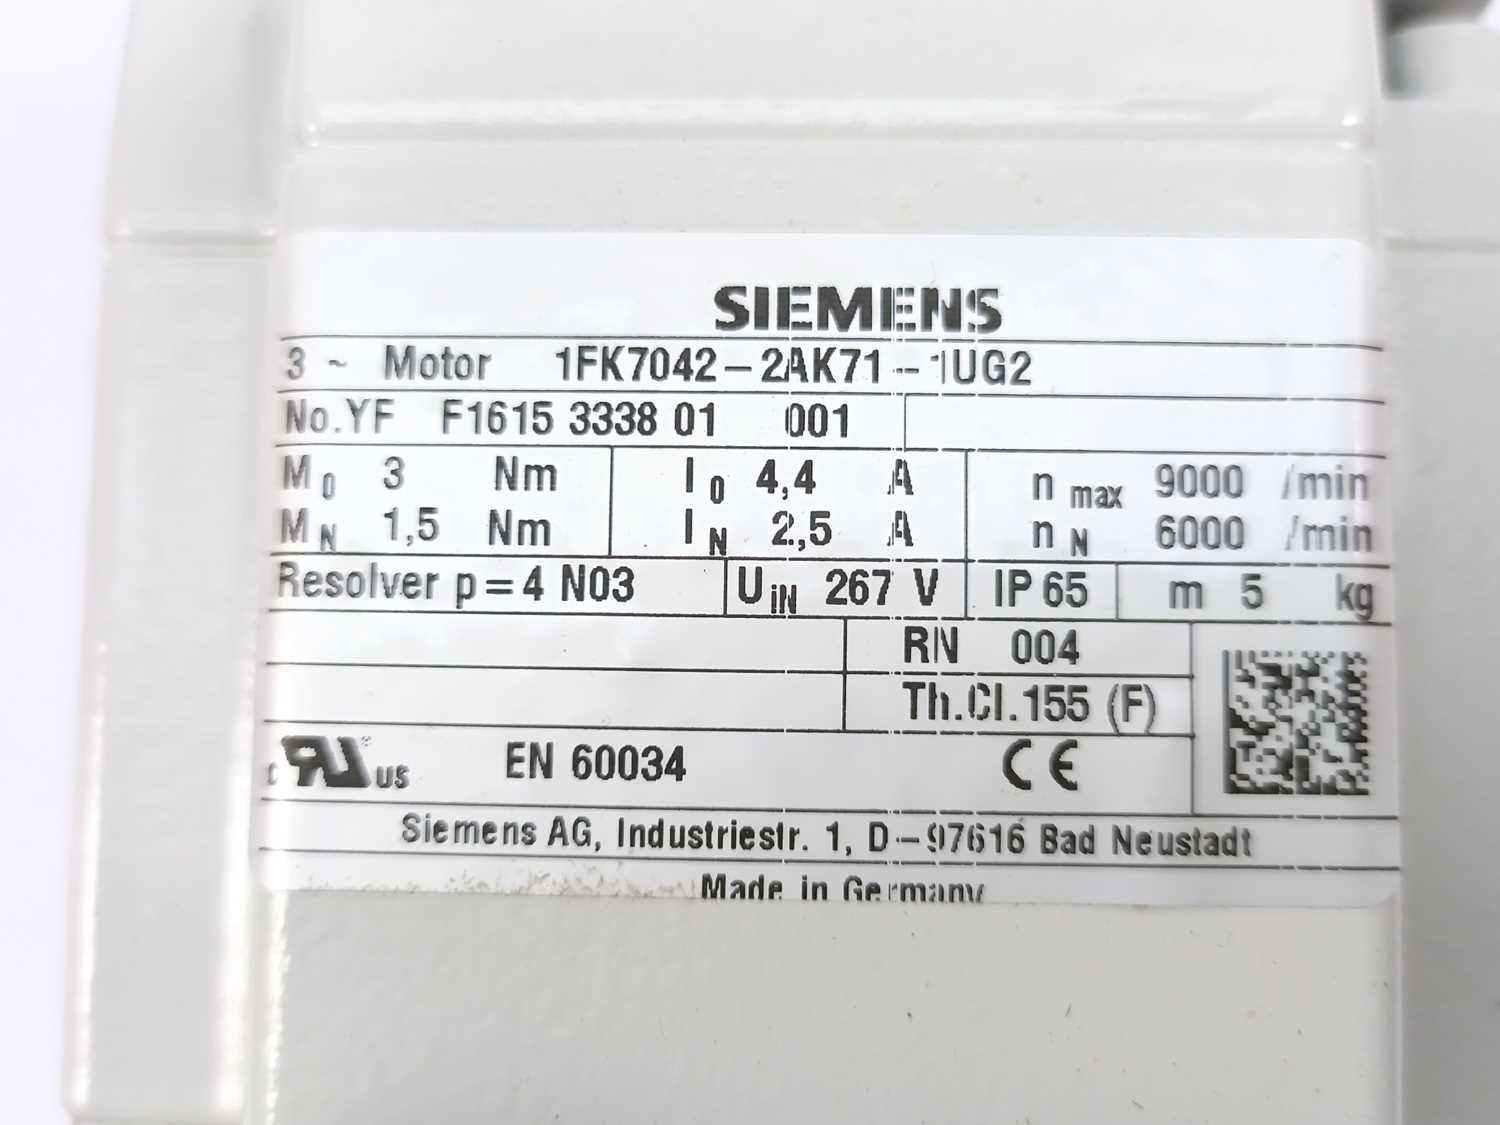 SIEMENS
3 ~ Motor 1FK7042-2AK71-1UG2
No.YF F1615 3338 01 001
M0 3 Nm I0 4,4 A nmax 9000 /min
MN 1,5 Nm IN 2,5 A nN 6000 /min
Resolver p=4 N03 UiN 267 V IP 65 m 5 kg
RN 004
Th.Cl.155 (F)
c RU ® US EN 60034 CE
Siemens AG, Industriestr. 1, D-97616 Bad Neustadt
Made in Germany